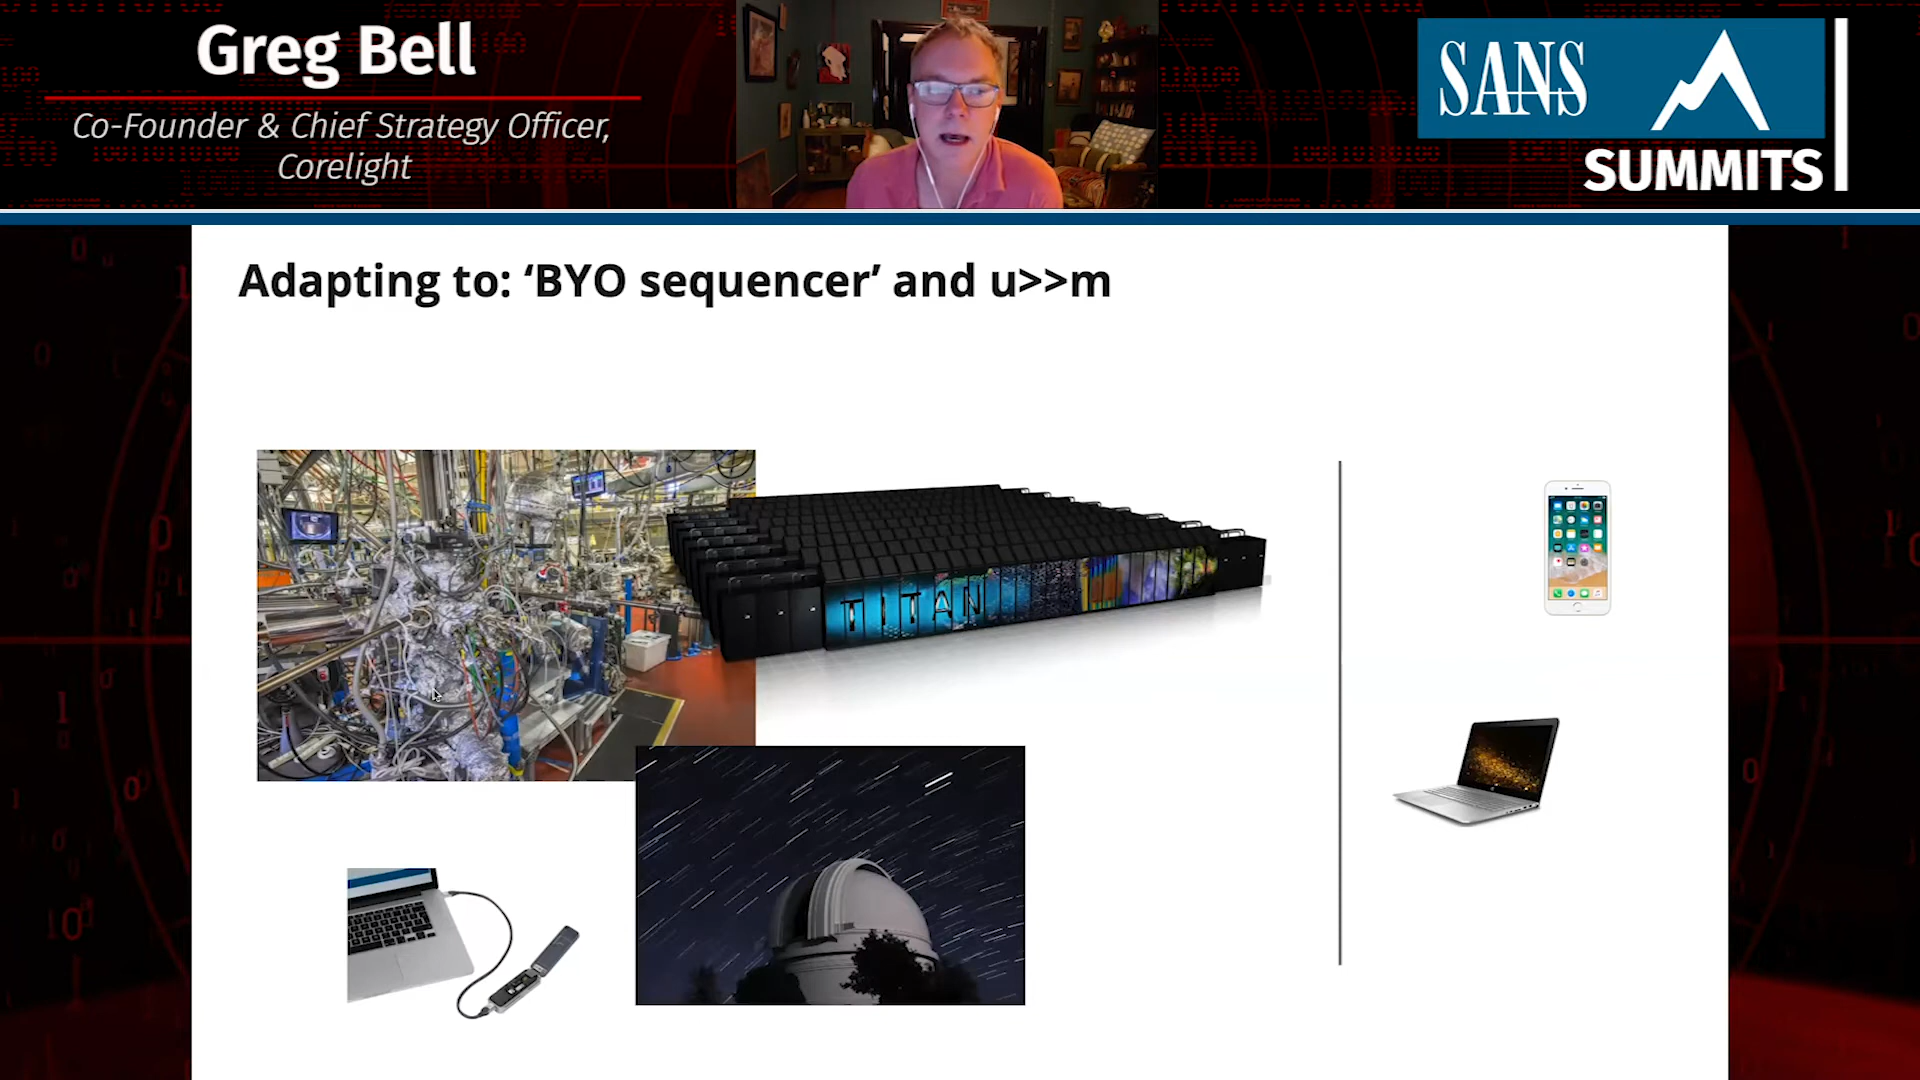 Greg Bell
Co-Founder & Chief Strategy Officer,
Corelight
SANS
SUMMITS
Adapting to: ‘BYO sequencer’ and u>>m
TITAN